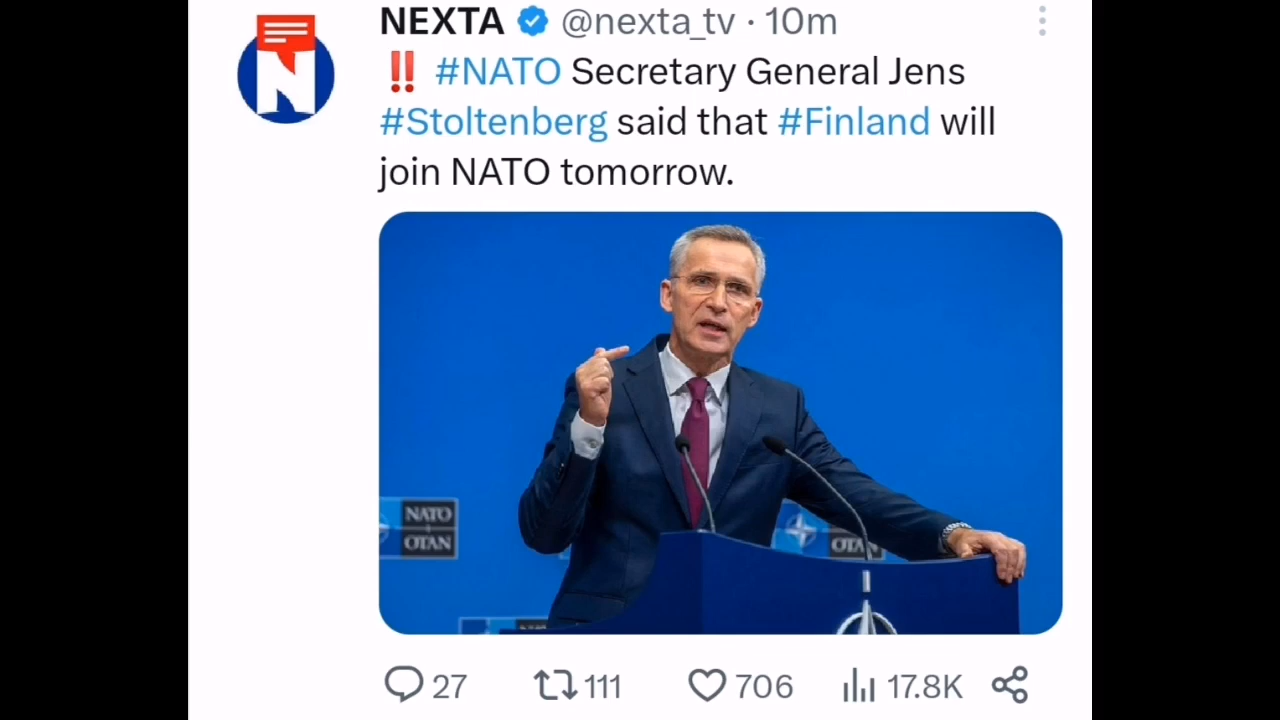 NEXTA @nexta_tv · 10m
‼️ #NATO Secretary General Jens
#Stoltenberg said that #Finland will
join NATO tomorrow.
NATO
OTAN
OTAN
27 111 706 17.8K